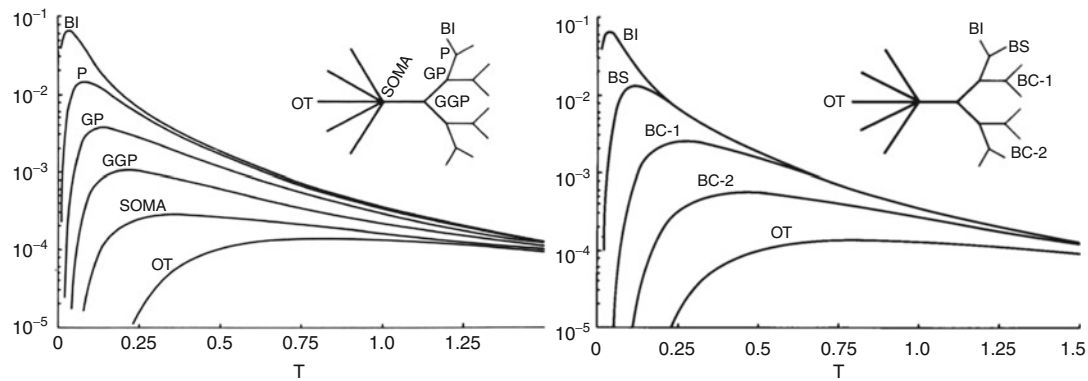 10⁻¹
10⁻²
10⁻³
10⁻⁴
10⁻⁵
BI
P
GP
GGP
SOMA
OT
BI
P
GP
SOMA
GGP
OT
0 0.25 0.5 0.75 1.0 1.25
T
10⁻¹
10⁻²
10⁻³
10⁻⁴
10⁻⁵
BI
BS
BC-1
BC-2
OT
BI
BS
BC-1
OT
BC-2
0 0.25 0.5 0.75 1.0 1.25 1.5
T